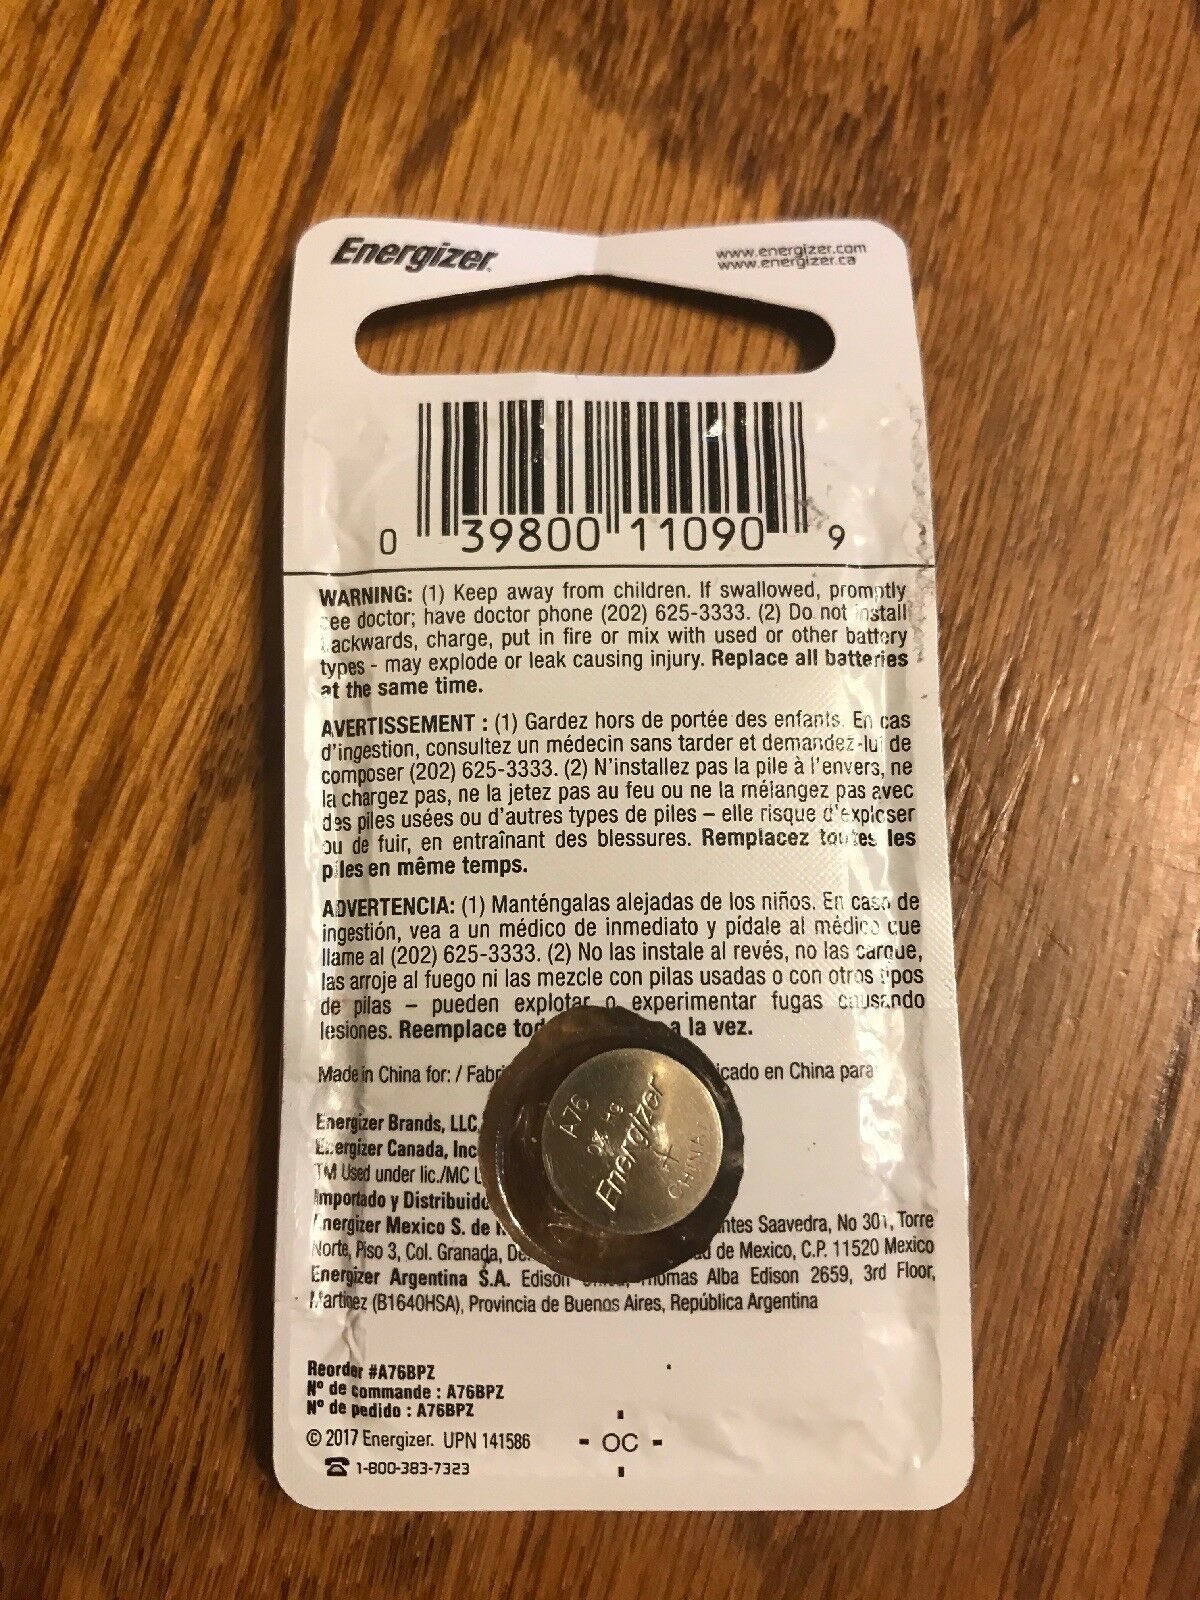 Energizer
www.energizer.com
www.energizer.ca
0 39800 11090 9
WARNING: (1) Keep away from children. If swallowed, promptly
doctor; have doctor phone (202) 625-3333. (2) Do not install
backwards, charge, put in fire or mix with used or other battery
types - may explode or leak causing injury. Replace all batteries
at the same time.
AVERTISSEMENT : (1) Gardez hors de portée des enfants. En cas
d'ingestion, consultez un médecin sans tarder et demandez-lui de
composer (202) 625-3333. (2) N'installez pas la pile à l'envers, ne
la chargez pas, ne la jetez pas au feu ou ne la mélangez pas avec
des piles usées ou d'autres types de piles – elle risque d'exploser
ou de fuir, en entraînant des blessures. Remplacez toutes les
piles en même temps.
ADVERTENCIA: (1) Manténgalas alejadas de los niños. En caso de
ingestión, vea a un médico de inmediato y pídale al médico que
llame al (202) 625-3333. (2) No las instale al revés, no las cargue,
las arroje al fuego ni las mezcle con pilas usadas o con otros tipos
de pilas – pueden explotar o experimentar fugas causando
lesiones. Reemplace a la vez.
Made in China for: / en China para
Energizer Brands, LLC
Energizer Canada, Inc
TM Used under lic./MC
Importado y
Energizer Mexico S. de Saavedra, No 301, Torre
Norte, Piso 3, Col. Granada, de Mexico, C.P. 11520 Mexico
Energizer Argentina S.A. Edison Thomas Alba Edison 2659, 3rd Floor,
Martinez (B1640HSA), Provincia de Buenos Aires, República Argentina
A76
0% Hg
Energizer
+
CHINA
Reorder #A76BPZ
Nº de commande : A76BPZ
Nº de pedido : A76BPZ
© 2017 Energizer. UPN 141586
OC
1-800-383-7323